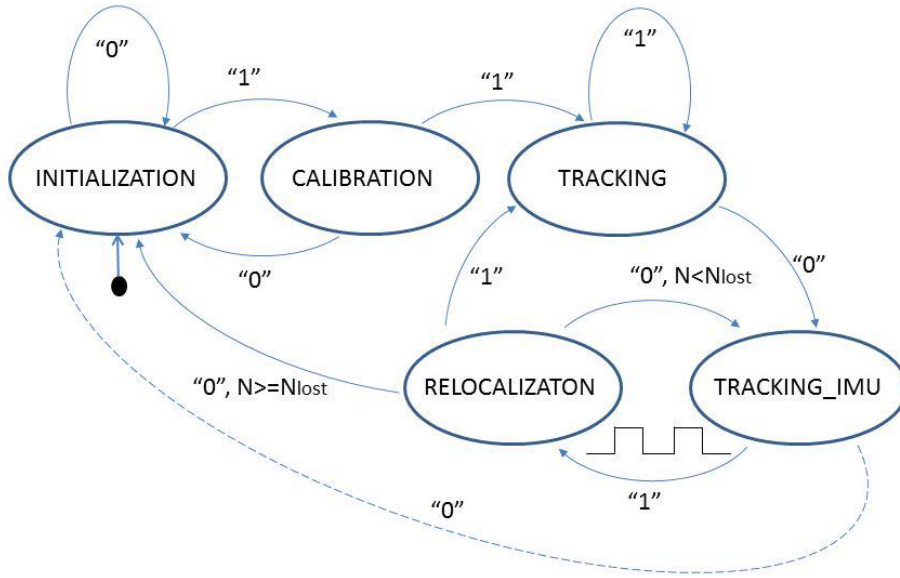 “0”
“1”
“1”
“1”
INITIALIZATION
CALIBRATION
TRACKING
“0”
“1”
“0”, N<Nlost
“0”
“0”, N>=Nlost
RELOCALIZATON
TRACKING_IMU
“1”
“0”